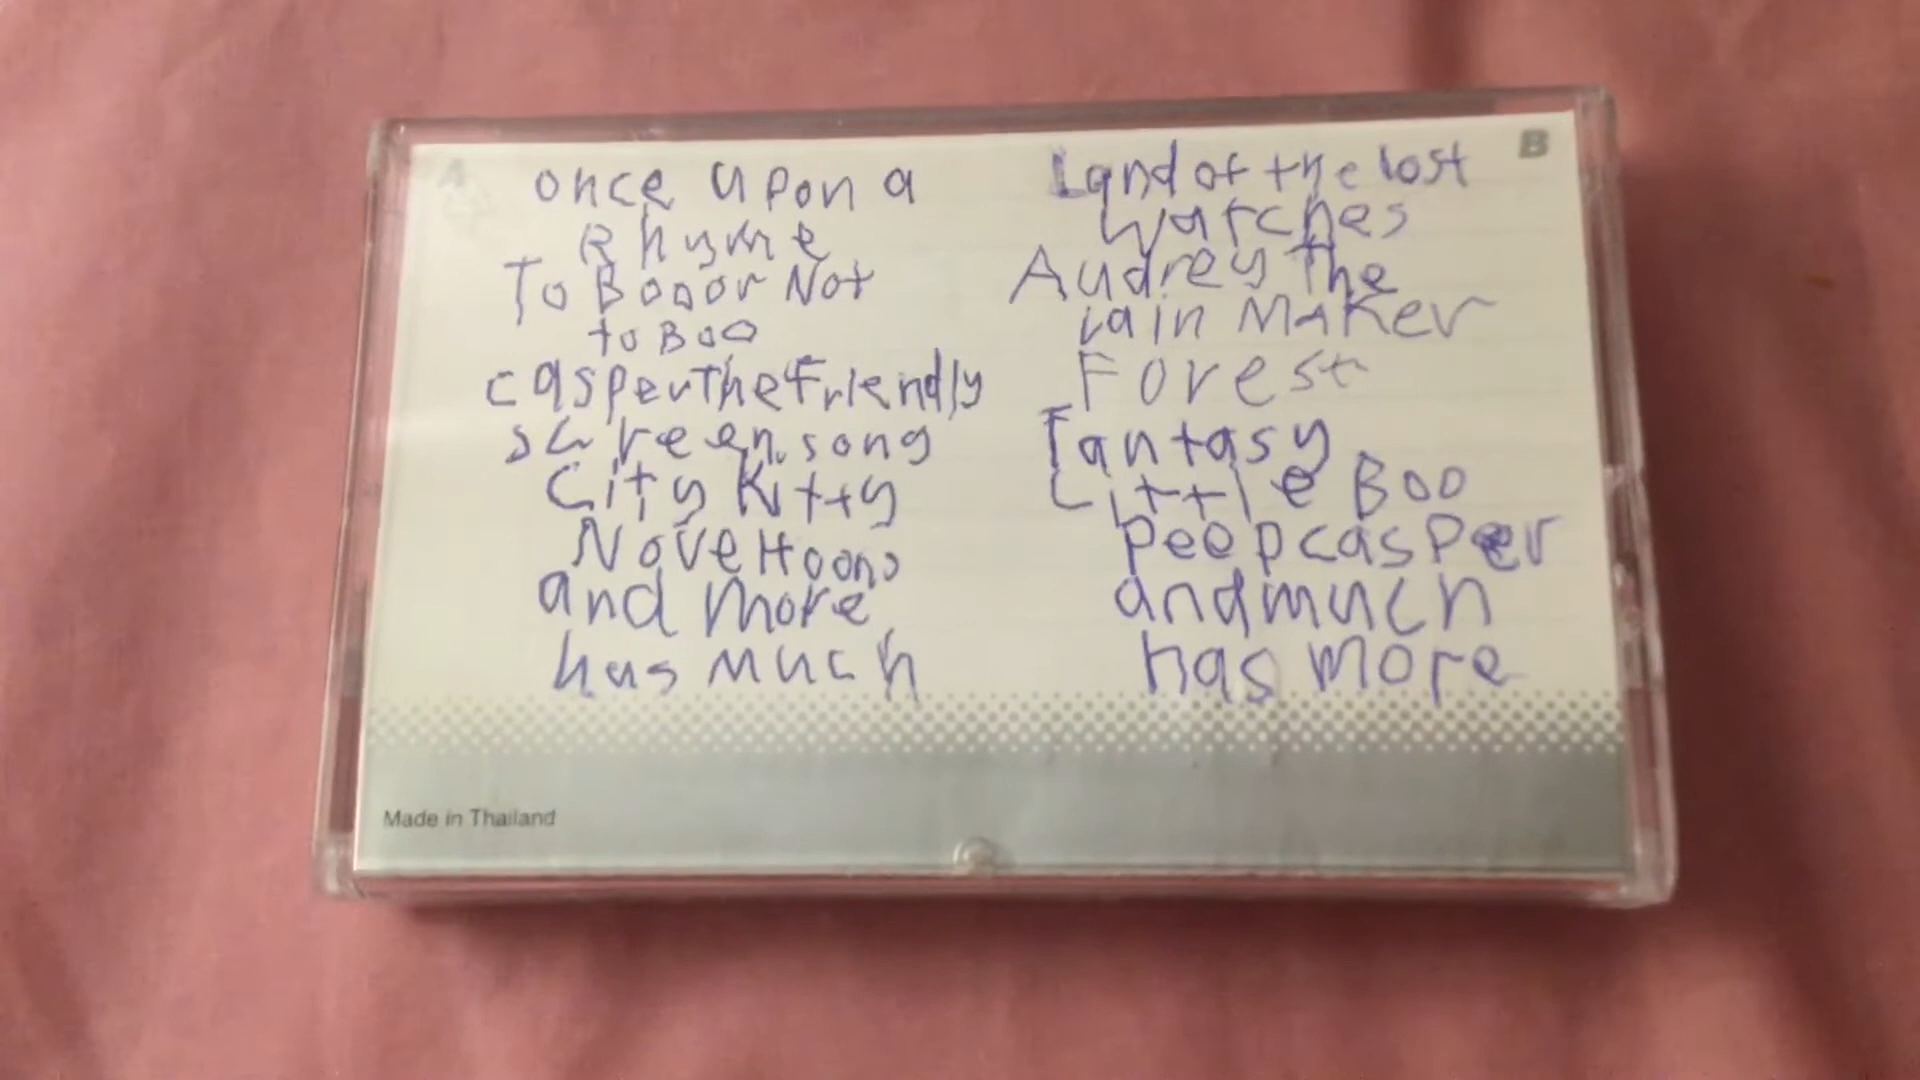 A
once upon a
Rhyme
To Boo or Not
to Boo
casper The Friendly
screen song
City Kitty
Noveltoons
and more
has much
B
Land of the lost
watches
Audrey The
rain Maker
Forest
Fantasy
Little Boo
peep casper
and much
has more
Made in Thailand